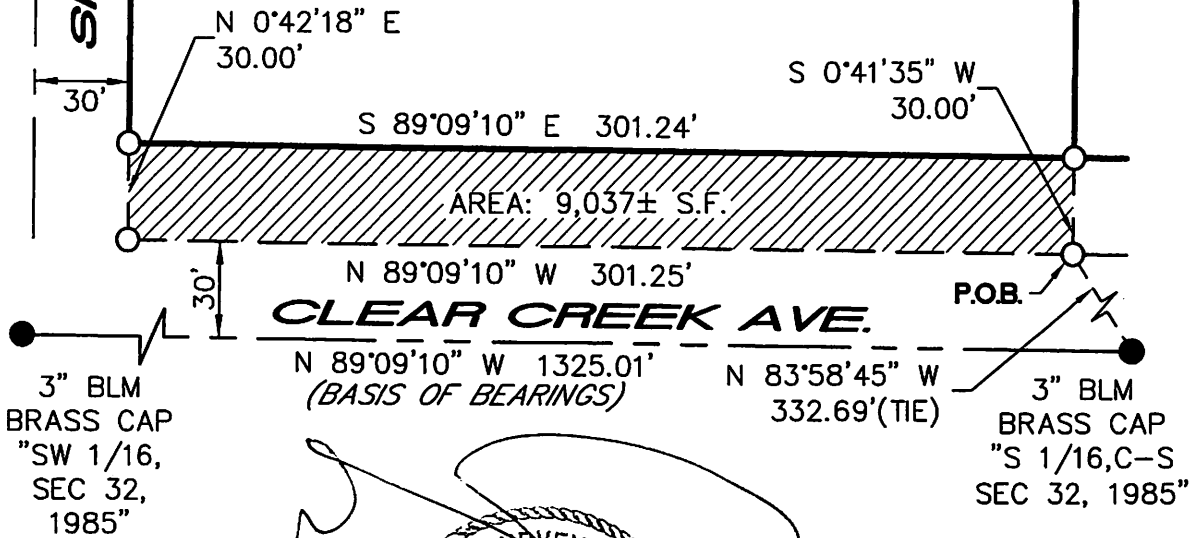 N 0°42'18" E
30.00'
30'
S 0°41'35" W
30.00'
S 89°09'10" E 301.24'
AREA: 9,037± S.F.
N 89°09'10" W 301.25'
30'
P.O.B.
CLEAR CREEK AVE.
N 89°09'10" W 1325.01'
(BASIS OF BEARINGS)
N 83°58'45" W
332.69'(TIE)
3" BLM
BRASS CAP
"SW 1/16,
SEC 32,
1985"
3" BLM
BRASS CAP
"S 1/16,C-S
SEC 32, 1985"